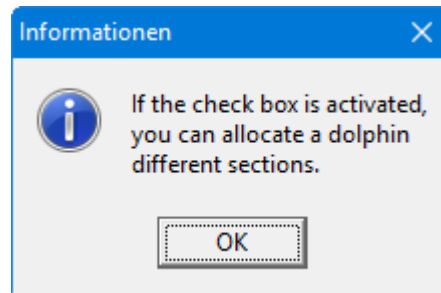 Informationen
If the check box is activated,
you can allocate a dolphin
different sections.
OK